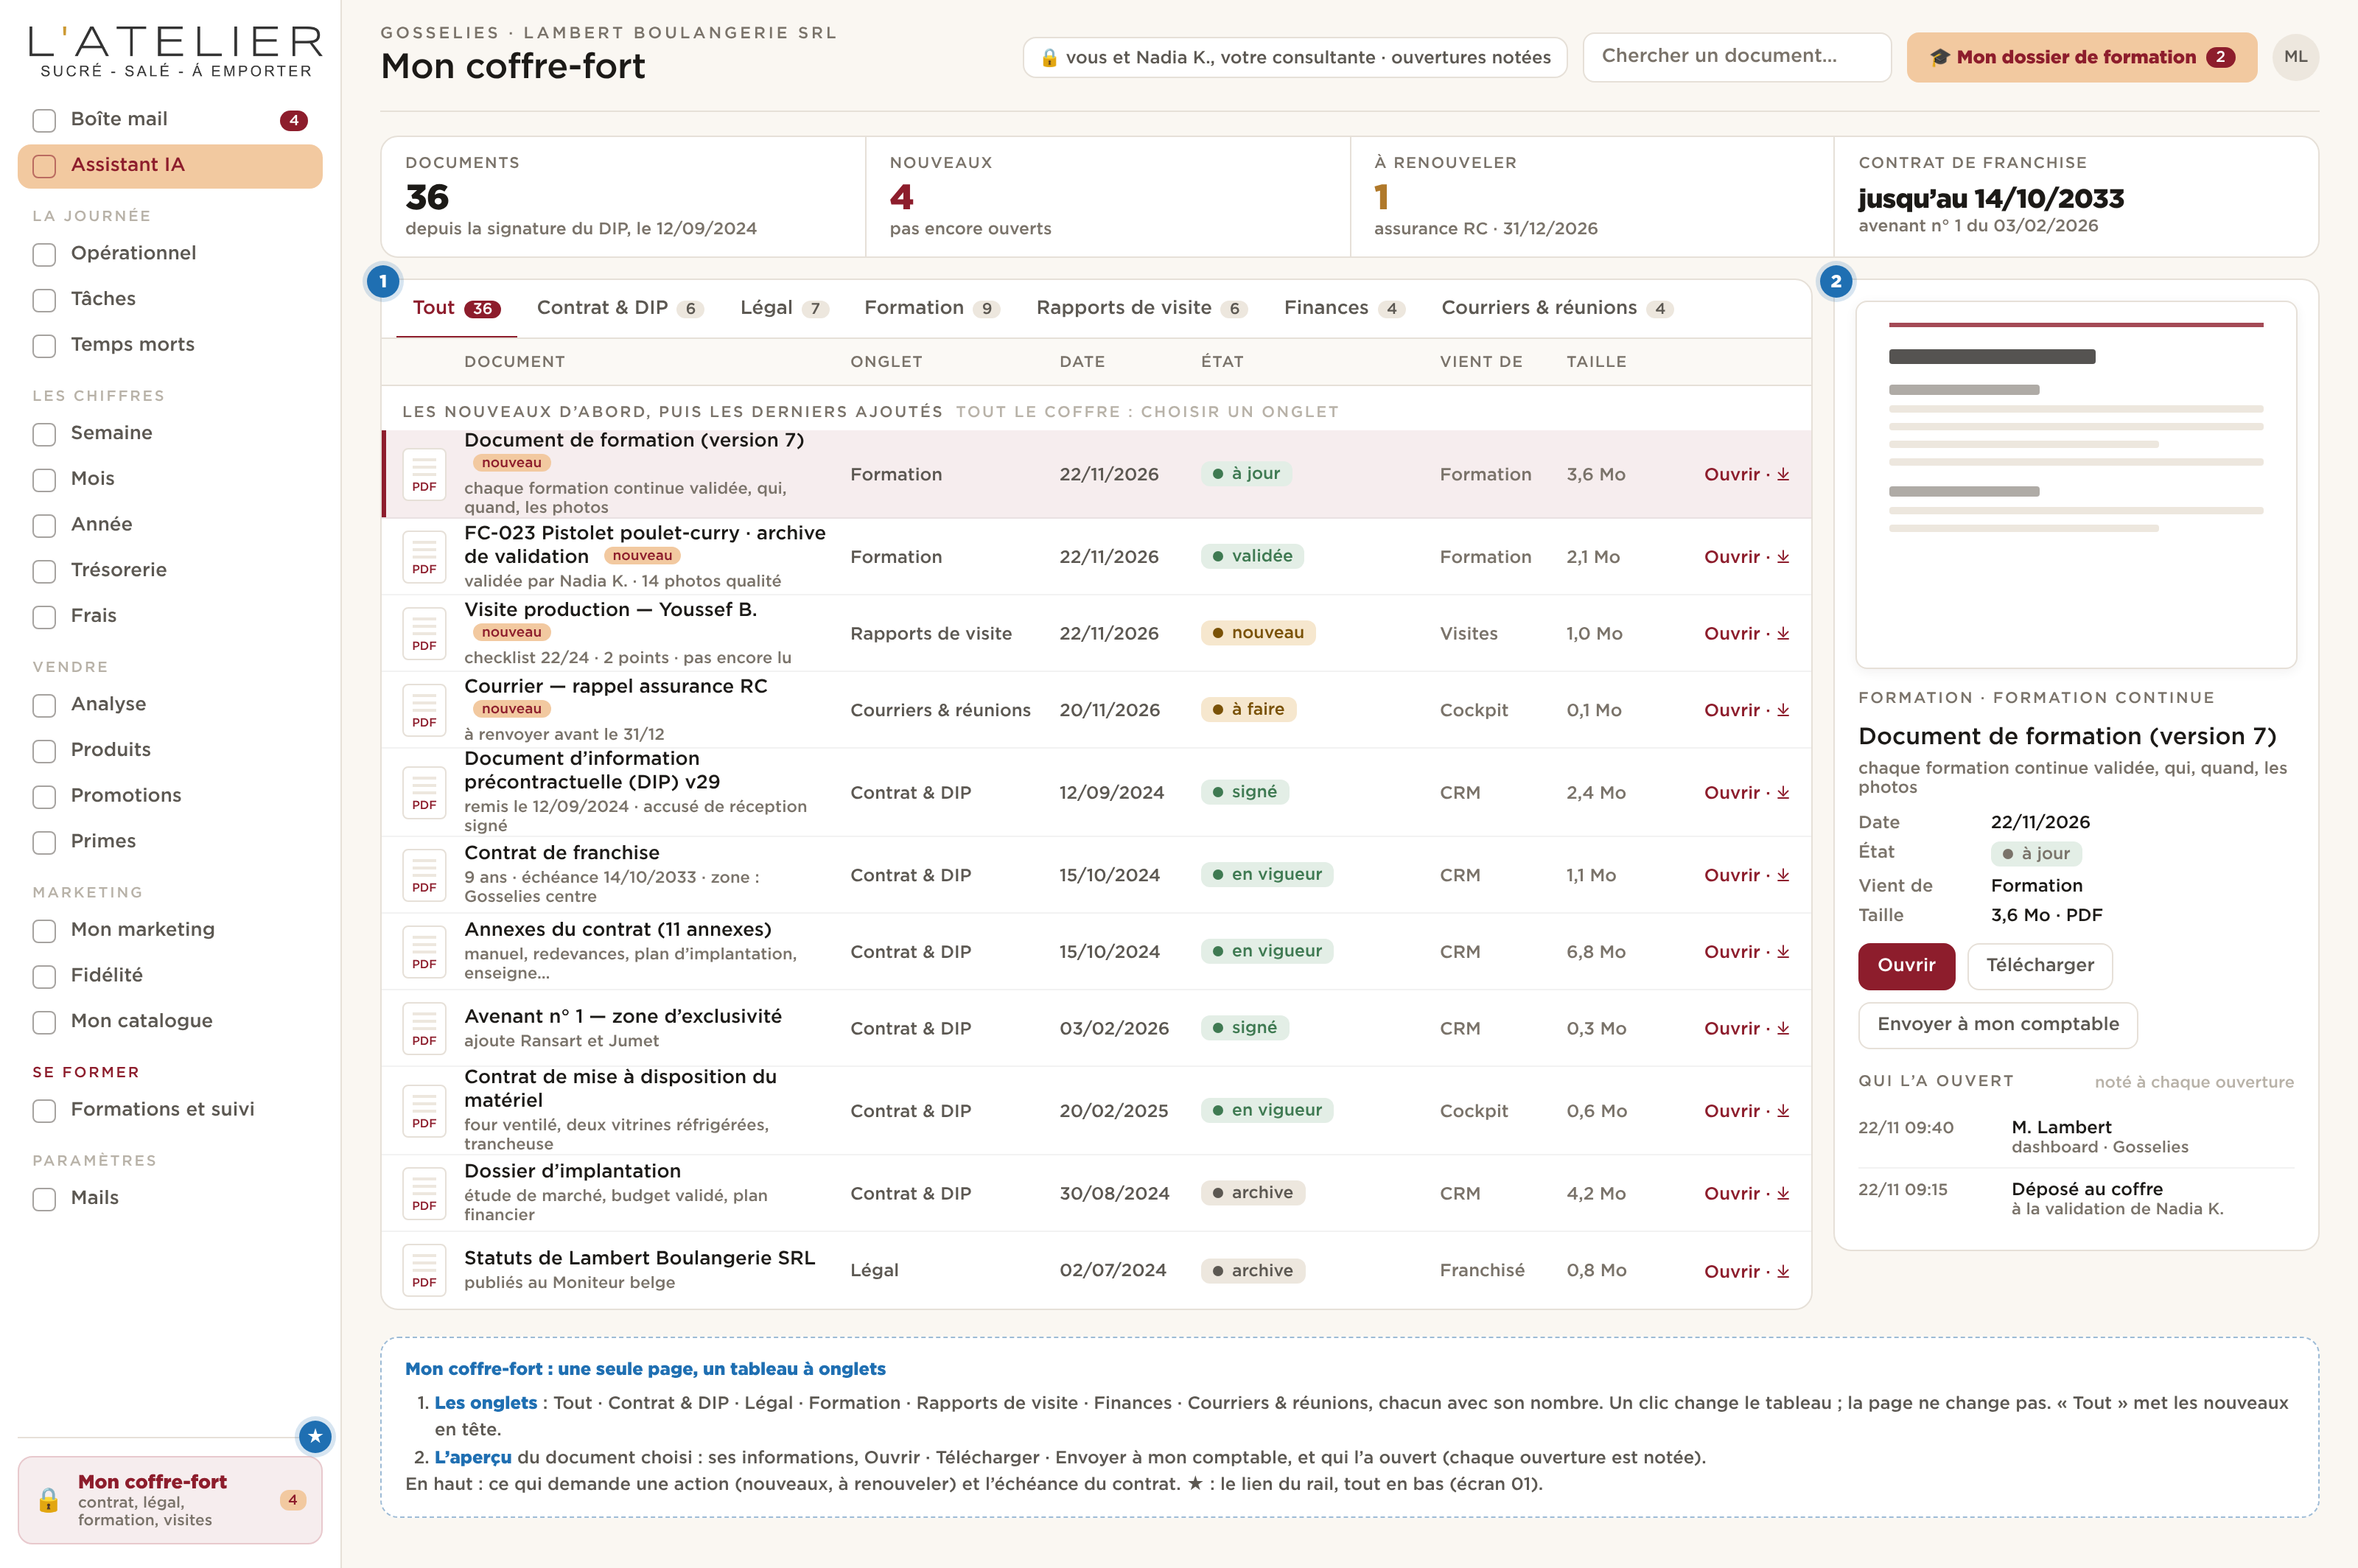 L'ATELIER
SUCRÉ - SALÉ - Á EMPORTER
Boîte mail 4
Assistant IA
LA JOURNÉE
Opérationnel
Tâches
Temps morts
LES CHIFFRES
Semaine
Mois
Année
Trésorerie
Frais
VENDRE
Analyse
Produits
Promotions
Primes
MARKETING
Mon marketing
Fidélité
Mon catalogue
SE FORMER
Formations et suivi
PARAMÈTRES
Mails
★
🔒 Mon coffre-fort 4
contrat, légal,
formation, visites
GOSSELIES · LAMBERT BOULANGERIE SRL
Mon coffre-fort
🔒 vous et Nadia K., votre consultante · ouvertures notées
Chercher un document...
🎓 Mon dossier de formation 2
ML
DOCUMENTS
36
depuis la signature du DIP, le 12/09/2024
NOUVEAUX
4
pas encore ouverts
À RENOUVELER
1
assurance RC · 31/12/2026
CONTRAT DE FRANCHISE
jusqu’au 14/10/2033
avenant n° 1 du 03/02/2026
1
Tout 36 Contrat & DIP 6 Légal 7 Formation 9 Rapports de visite 6 Finances 4 Courriers & réunions 4
DOCUMENT ONGLET DATE ÉTAT VIENT DE TAILLE
LES NOUVEAUX D’ABORD, PUIS LES DERNIERS AJOUTÉS TOUT LE COFFRE : CHOISIR UN ONGLET
Document de formation (version 7)
nouveau
chaque formation continue validée, qui,
quand, les photos
PDF Formation 22/11/2026 ● à jour Formation 3,6 Mo Ouvrir · ↓
FC-023 Pistolet poulet-curry · archive
de validation nouveau
validée par Nadia K. · 14 photos qualité
PDF Formation 22/11/2026 ● validée Formation 2,1 Mo Ouvrir · ↓
Visite production — Youssef B.
nouveau
checklist 22/24 · 2 points · pas encore lu
PDF Rapports de visite 22/11/2026 ● nouveau Visites 1,0 Mo Ouvrir · ↓
Courrier — rappel assurance RC
nouveau
à renvoyer avant le 31/12
PDF Courriers & réunions 20/11/2026 ● à faire Cockpit 0,1 Mo Ouvrir · ↓
Document d’information
précontractuelle (DIP) v29
remis le 12/09/2024 · accusé de réception
signé
PDF Contrat & DIP 12/09/2024 ● signé CRM 2,4 Mo Ouvrir · ↓
Contrat de franchise
9 ans · échéance 14/10/2033 · zone :
Gosselies centre
PDF Contrat & DIP 15/10/2024 ● en vigueur CRM 1,1 Mo Ouvrir · ↓
Annexes du contrat (11 annexes)
manuel, redevances, plan d’implantation,
enseigne...
PDF Contrat & DIP 15/10/2024 ● en vigueur CRM 6,8 Mo Ouvrir · ↓
Avenant n° 1 — zone d’exclusivité
ajoute Ransart et Jumet
PDF Contrat & DIP 03/02/2026 ● signé CRM 0,3 Mo Ouvrir · ↓
Contrat de mise à disposition du
matériel
four ventilé, deux vitrines réfrigérées,
trancheuse
PDF Contrat & DIP 20/02/2025 ● en vigueur Cockpit 0,6 Mo Ouvrir · ↓
Dossier d’implantation
étude de marché, budget validé, plan
financier
PDF Contrat & DIP 30/08/2024 ● archive CRM 4,2 Mo Ouvrir · ↓
Statuts de Lambert Boulangerie SRL
publiés au Moniteur belge
PDF Légal 02/07/2024 ● archive Franchisé 0,8 Mo Ouvrir · ↓
2
FORMATION · FORMATION CONTINUE
Document de formation (version 7)
chaque formation continue validée, qui, quand, les
photos
Date 22/11/2026
État ● à jour
Vient de Formation
Taille 3,6 Mo · PDF
Ouvrir Télécharger
Envoyer à mon comptable
QUI L’A OUVERT noté à chaque ouverture
22/11 09:40 M. Lambert
dashboard · Gosselies
22/11 09:15 Déposé au coffre
à la validation de Nadia K.
Mon coffre-fort : une seule page, un tableau à onglets
1. Les onglets : Tout · Contrat & DIP · Légal · Formation · Rapports de visite · Finances · Courriers & réunions, chacun avec son nombre. Un clic change le tableau ; la page ne change pas. « Tout » met les nouveaux
en tête.
2. L’aperçu du document choisi : ses informations, Ouvrir · Télécharger · Envoyer à mon comptable, et qui l’a ouvert (chaque ouverture est notée).
En haut : ce qui demande une action (nouveaux, à renouveler) et l’échéance du contrat. ★ : le lien du rail, tout en bas (écran 01).